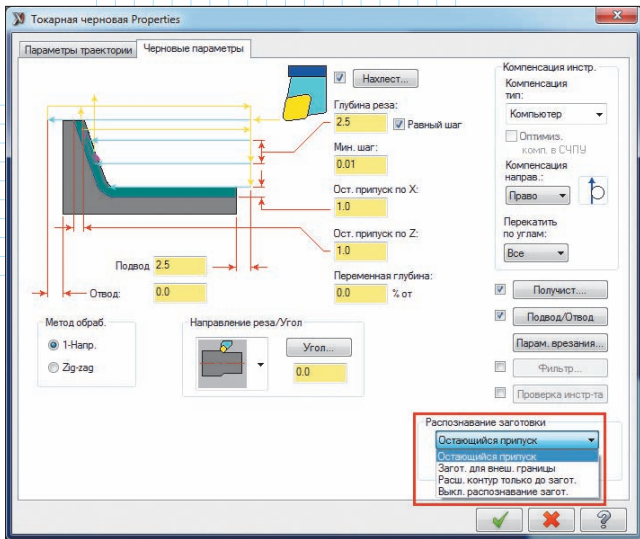 Токарная черновая Properties
Параметры траектории
Черновые параметры
Нахлест...
Глубина реза:
2.5
Равный шаг
Мин. шаг:
0.01
Ост. припуск по X:
1.0
Ост. припуск по Z:
1.0
Переменная глубина:
0.0 % от
Подвод 2.5
Отвод: 0.0
Метод обраб.
1-Напр.
Zig-zag
Направление реза/Угол
Угол...
0.0
Компенсация инстр.
Компенсация
тип:
Компьютер
Оптимиз.
комп. в СЧПУ
Компенсация
направ.:
Право
Перекатить
по углам:
Все
Получист....
Подвод/Отвод
Парам. врезания...
Фильтр...
Проверка инстр-та
Распознавание заготовки
Остающийся припуск
Остающийся припуск
Загот. для внеш. границы
Расш. контур только до загот.
Выкл. распознавание загот.